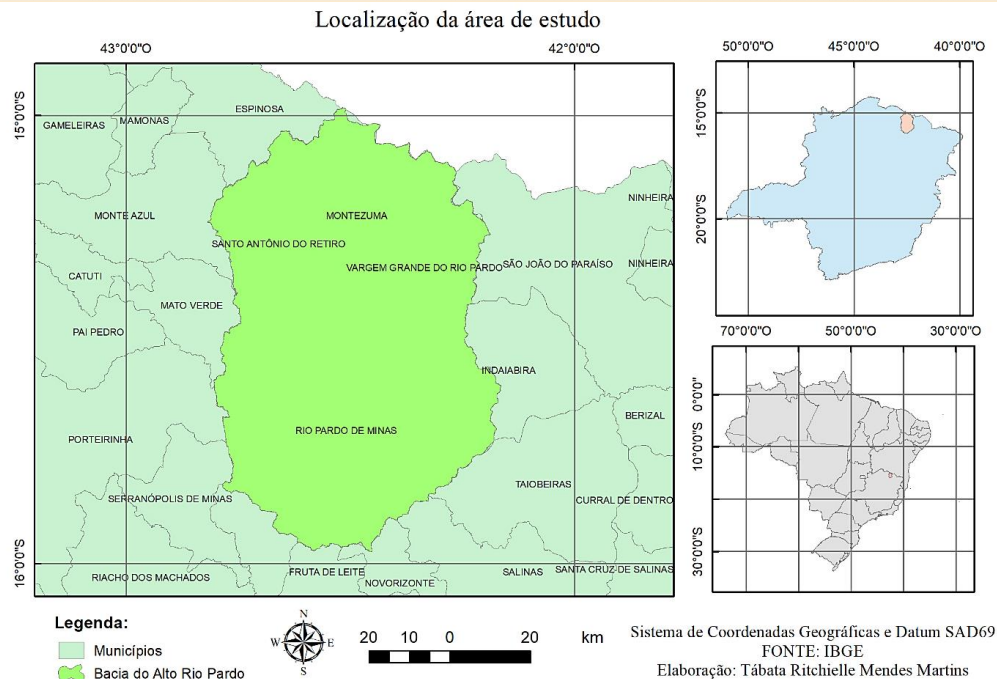 Localização da área de estudo
43°0'0"O
42°0'0"O
15°0'0"S
16°0'0"S
ESPINOSA
GAMELEIRAS
MAMONAS
NINHEIRA
MONTE AZUL
MONTEZUMA
SANTO ANTÔNIO DO RETIRO
VARGEM GRANDE DO RIO PARDO
SÃO JOÃO DO PARAÍSO
NINHEIRA
CATUTI
MATO VERDE
PAI PEDRO
INDAIABIRA
BERIZAL
RIO PARDO DE MINAS
PORTEIRINHA
TAIOBEIRAS
SERRANÓPOLIS DE MINAS
CURRAL DE DENTRO
RIACHO DOS MACHADOS
FRUTA DE LEITE
NOVORIZONTE
SALINAS
SANTA CRUZ DE SALINAS
50°0'0"O
45°0'0"O
40°0'0"O
15°0'0"S
20°0'0"S
70°0'0"O
50°0'0"O
30°0'0"O
0°0'0"
10°0'0"S
30°0'0"S
Legenda:
Municípios
Bacia do Alto Rio Pardo
N
W
E
S
20 10 0 20 km
Sistema de Coordenadas Geográficas e Datum SAD69
FONTE: IBGE
Elaboração: Tábata Ritchielle Mendes Martins